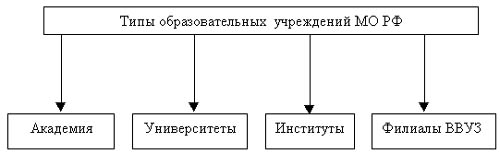 Типы образовательных учреждений МО РФ
Академия
Университеты
Институты
Филиалы ВВУЗ